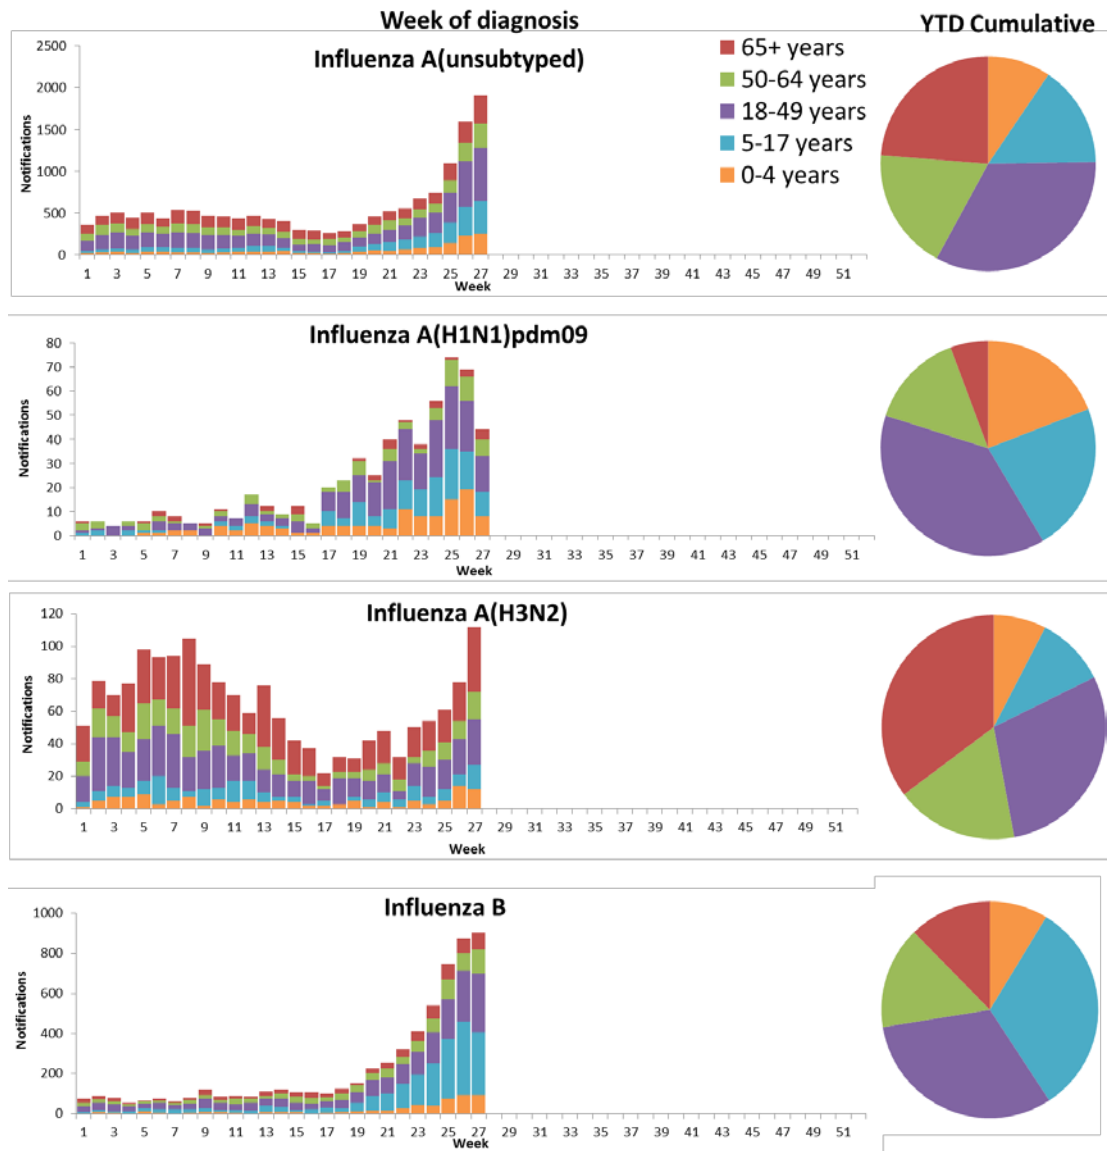 Week of diagnosis
YTD Cumulative
Influenza A(unsubtyped)
65+ years
50-64 years
18-49 years
5-17 years
0-4 years
Notifications
2500
2000
1500
1000
500
0
1 3 5 7 9 11 13 15 17 19 21 23 25 27 29 31 33 35 37 39 41 43 45 47 49 51
Week
Influenza A(H1N1)pdm09
Notifications
80
70
60
50
40
30
20
10
0
1 3 5 7 9 11 13 15 17 19 21 23 25 27 29 31 33 35 37 39 41 43 45 47 49 51
Week
Influenza A(H3N2)
Notifications
120
100
80
60
40
20
0
1 3 5 7 9 11 13 15 17 19 21 23 25 27 29 31 33 35 37 39 41 43 45 47 49 51
Week
Influenza B
Notifications
1000
800
600
400
200
0
1 3 5 7 9 11 13 15 17 19 21 23 25 27 29 31 33 35 37 39 41 43 45 47 49 51
Week